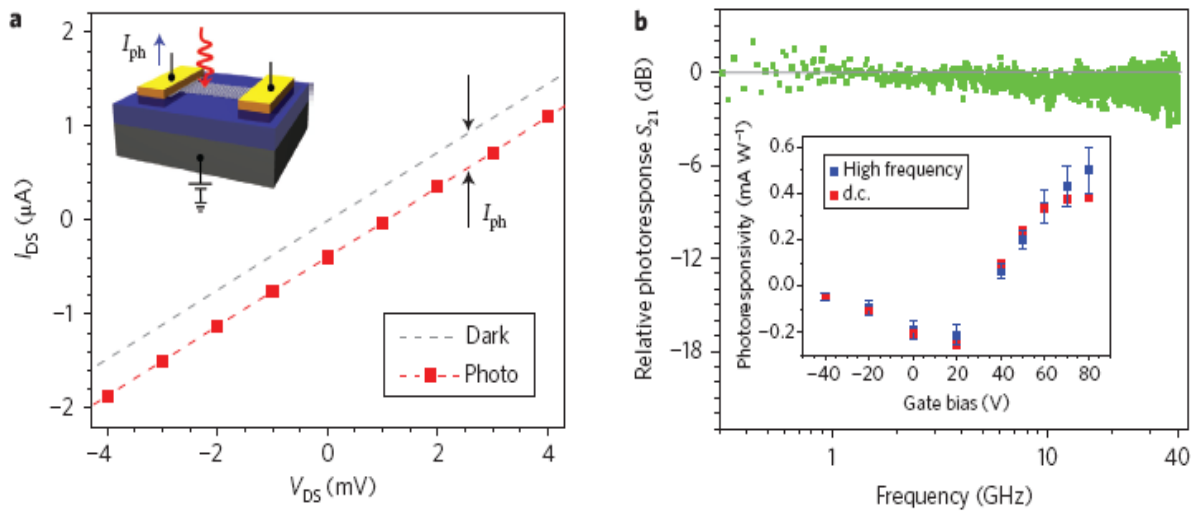 a
2
1
0
−1
−2
I_DS (μA)
I_ph
I_ph
Dark
Photo
−4
−2
0
2
4
V_DS (mV)
b
0
−6
−12
−18
Relative photoresponse S_21 (dB)
0.6
0.4
0.2
0.0
−0.2
Photoresponsivity (mA W⁻¹)
High frequency
d.c.
−40
−20
0
20
40
60
80
Gate bias (V)
1
10
40
Frequency (GHz)